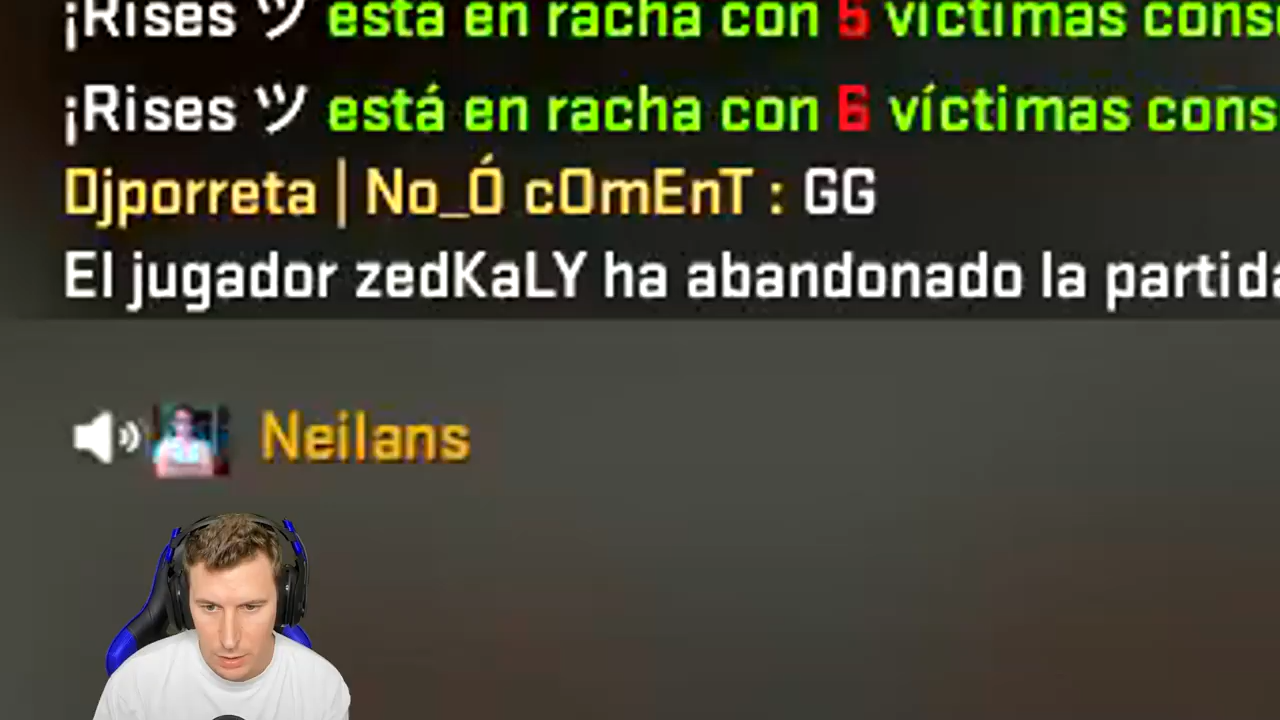 ¡Rises ツ está en racha con 5 víctimas
¡Rises ツ está en racha con 6 víctimas
Djporreta | No_Ó cOmEnT : GG
El jugador zedKaLY ha abandonado la
Neilans